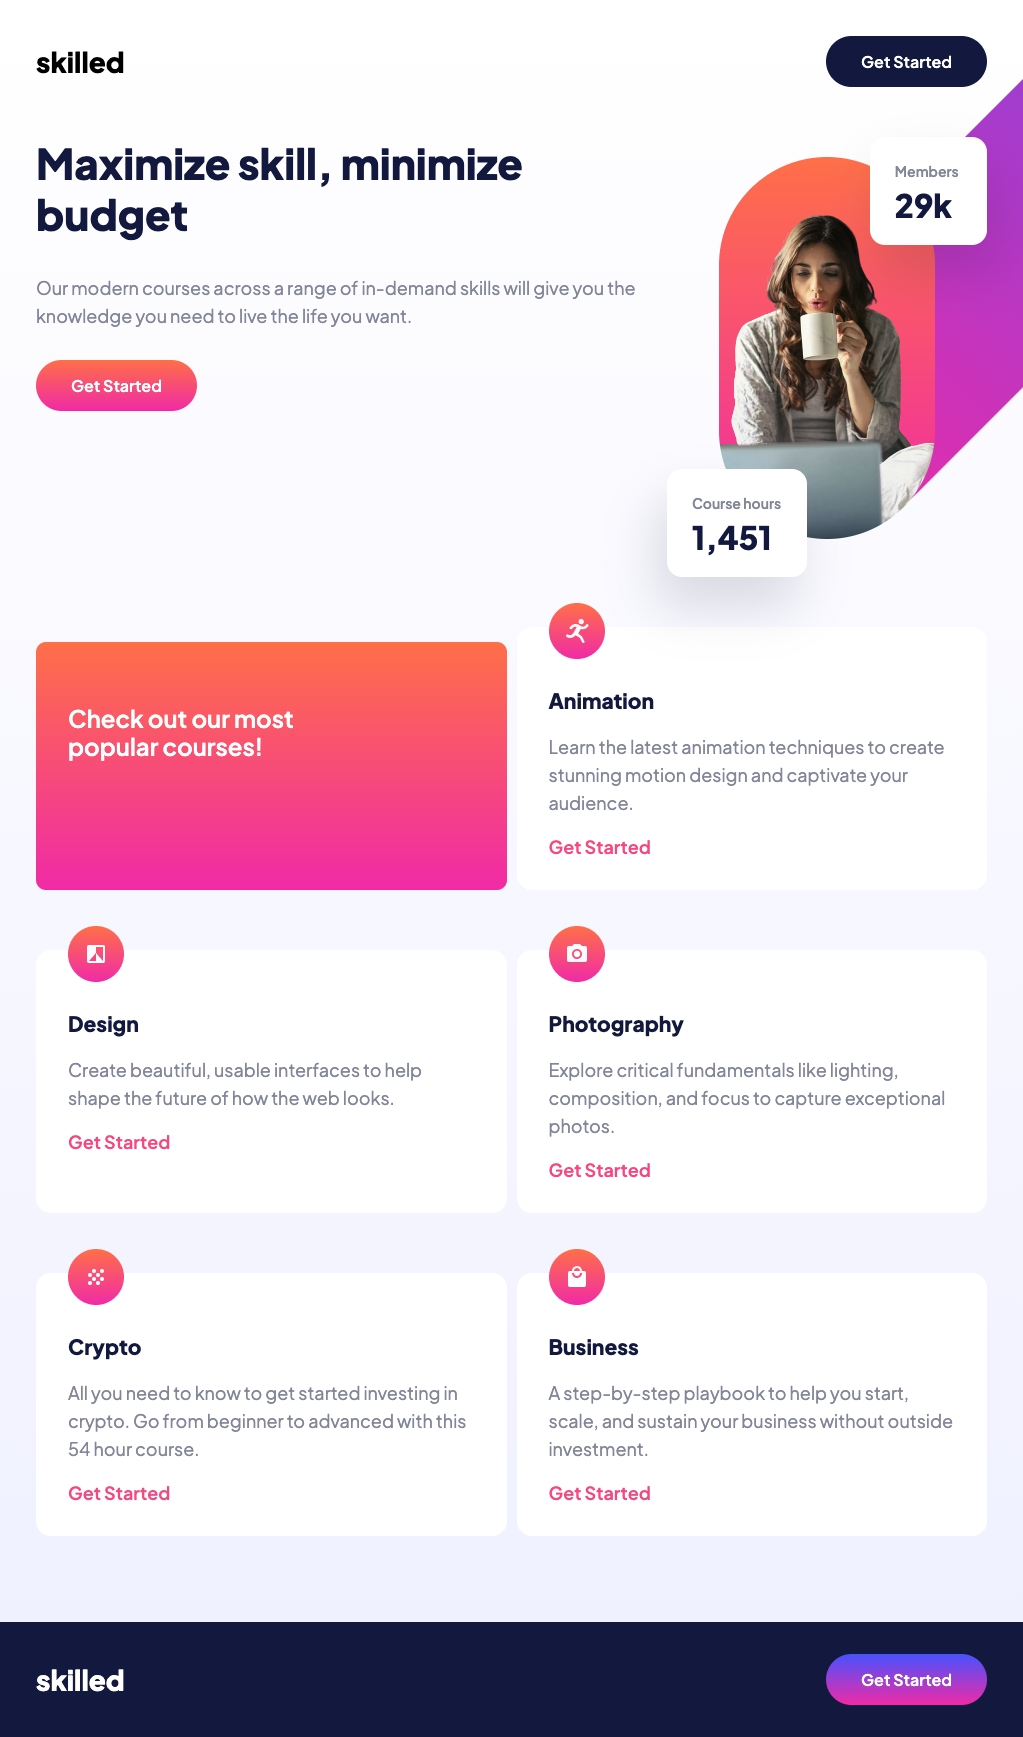 skilled
Get Started
Maximize skill, minimize
budget
Our modern courses across a range of in-demand skills will give you the
knowledge you need to live the life you want.
Get Started
Members
29k
Course hours
1,451
Check out our most
popular courses!
Animation
Learn the latest animation techniques to create
stunning motion design and captivate your
audience.
Get Started
Design
Create beautiful, usable interfaces to help
shape the future of how the web looks.
Get Started
Photography
Explore critical fundamentals like lighting,
composition, and focus to capture exceptional
photos.
Get Started
Crypto
All you need to know to get started investing in
crypto. Go from beginner to advanced with this
54 hour course.
Get Started
Business
A step-by-step playbook to help you start,
scale, and sustain your business without outside
investment.
Get Started
skilled
Get Started